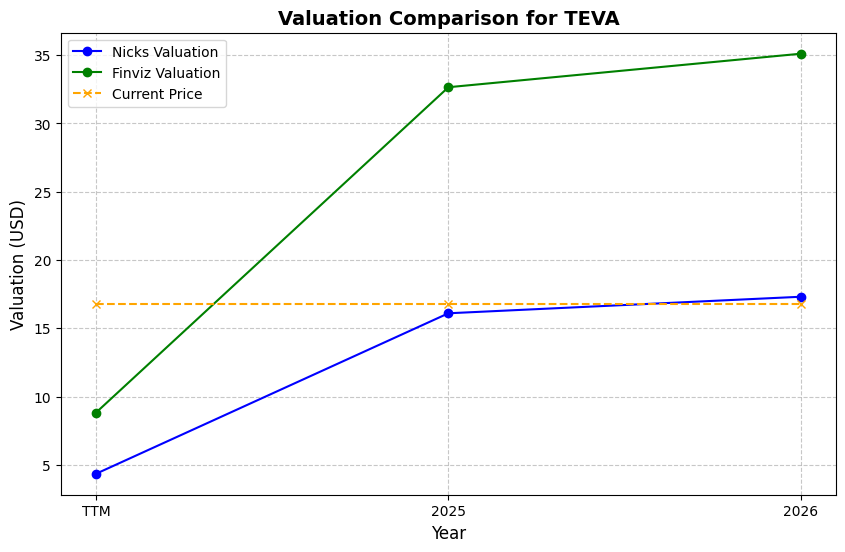 Valuation Comparison for TEVA
Nicks Valuation
Finviz Valuation
Current Price
Valuation (USD)
35
30
25
20
15
10
5
TTM
2025
2026
Year